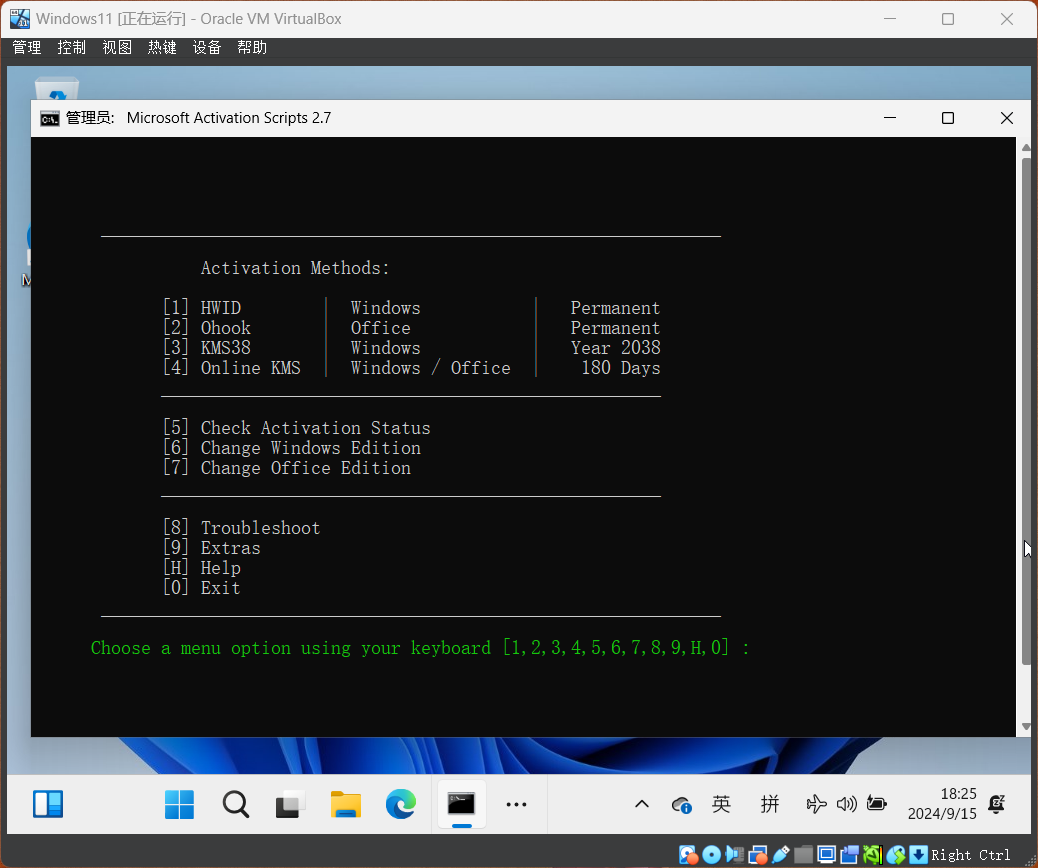 Windows11 [正在运行] - Oracle VM VirtualBox
管理 控制 视图 热键 设备 帮助
管理员: Microsoft Activation Scripts 2.7
Activation Methods:
[1] HWID | Windows | Permanent
[2] Ohook | Office | Permanent
[3] KMS38 | Windows | Year 2038
[4] Online KMS | Windows / Office | 180 Days
[5] Check Activation Status
[6] Change Windows Edition
[7] Change Office Edition
[8] Troubleshoot
[9] Extras
[H] Help
[0] Exit
Choose a menu option using your keyboard [1,2,3,4,5,6,7,8,9,H,0] :
英 拼 18:25
2024/9/15
Right Ctrl